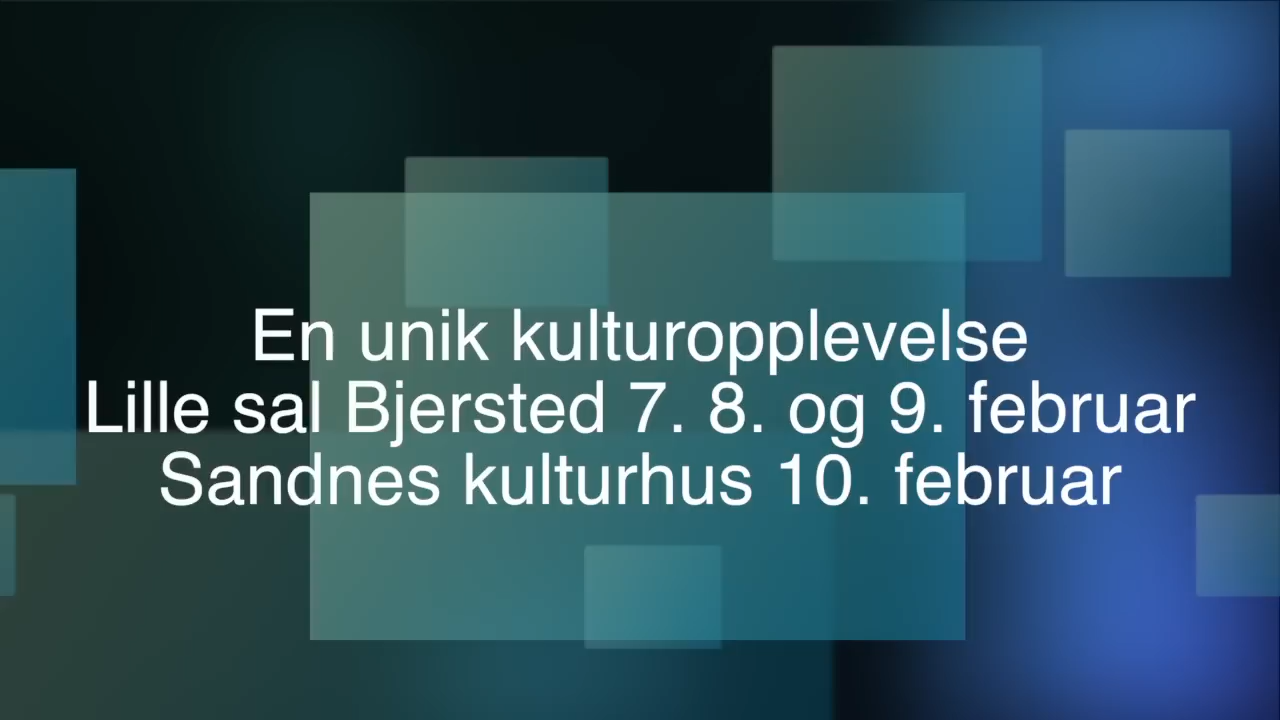 En unik kulturopplevelse
Lille sal Bjersted 7. 8. og 9. februar
Sandnes kulturhus 10. februar